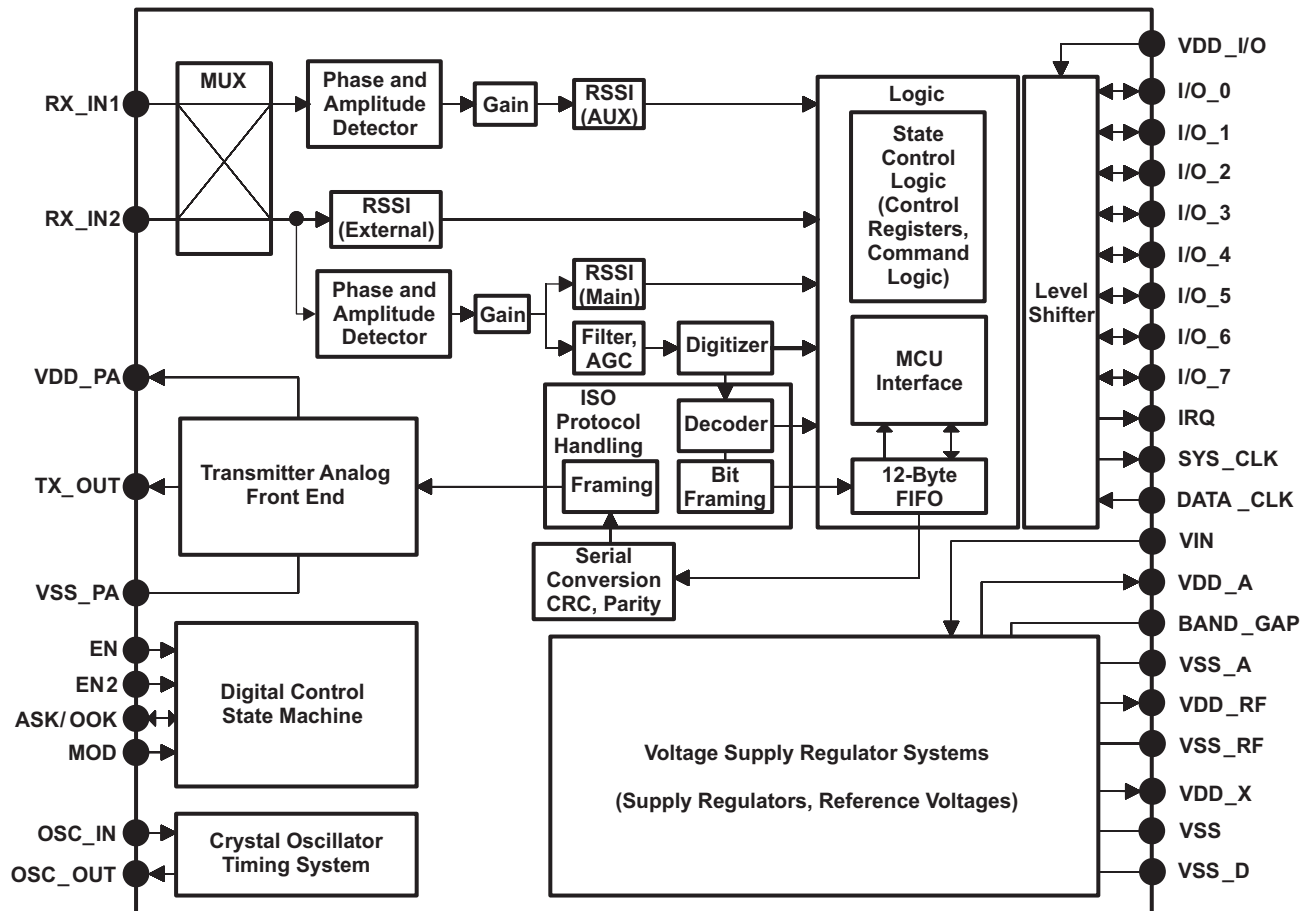 VDD_I/O
MUX
Phase and
Amplitude
Detector
Gain
RSSI
(AUX)
Logic
RX_IN1
I/O_0
State
Control
Logic
(Control
Registers,
Command
Logic)
I/O_1
I/O_2
RX_IN2
RSSI
(External)
I/O_3
I/O_4
Phase and
Amplitude
Detector
Gain
RSSI
(Main)
Level
Shifter
I/O_5
Filter,
AGC
Digitizer
MCU
Interface
I/O_6
VDD_PA
I/O_7
ISO
Protocol
Handling
Decoder
IRQ
Transmitter Analog
Front End
TX_OUT
Framing
Bit
Framing
12-Byte
FIFO
SYS_CLK
DATA_CLK
VIN
Serial
Conversion
CRC, Parity
VSS_PA
VDD_A
BAND_GAP
EN
EN2
ASK/OOK
MOD
Digital Control
State Machine
VSS_A
VDD_RF
VSS_RF
Voltage Supply Regulator Systems
(Supply Regulators, Reference Voltages)
VDD_X
OSC_IN
OSC_OUT
Crystal Oscillator
Timing System
VSS
VSS_D